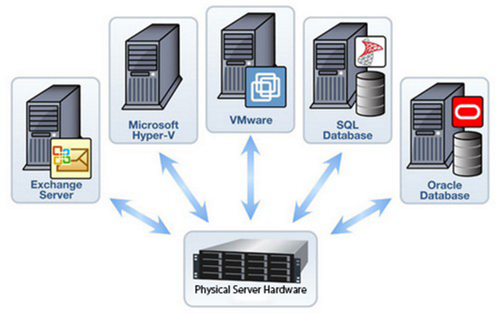 Exchange
Server
Microsoft
Hyper-V
VMware
SQL
Database
Oracle
Database
Physical Server Hardware